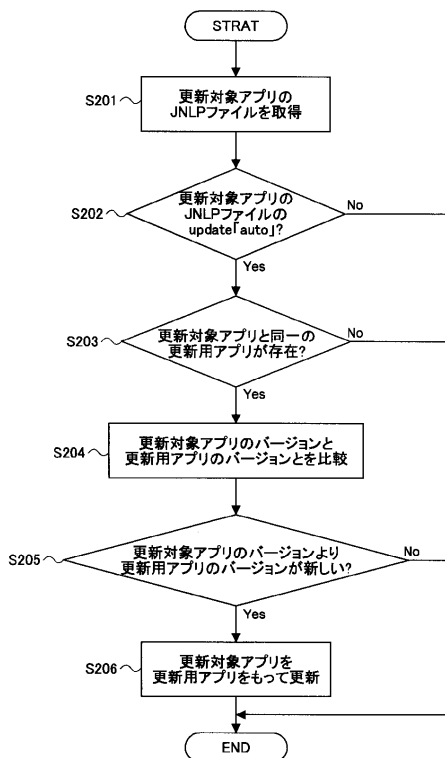 STRAT
S201
更新対象アプリの
JNLPファイルを取得
S202
更新対象アプリの
JNLPファイルの
update「auto」?
No
Yes
S203
更新対象アプリと同一の
更新用アプリが存在?
No
Yes
S204
更新対象アプリのバージョンと
更新用アプリのバージョンとを比較
S205
更新対象アプリのバージョンより
更新用アプリのバージョンが新しい?
No
Yes
S206
更新対象アプリを
更新用アプリをもって更新
END